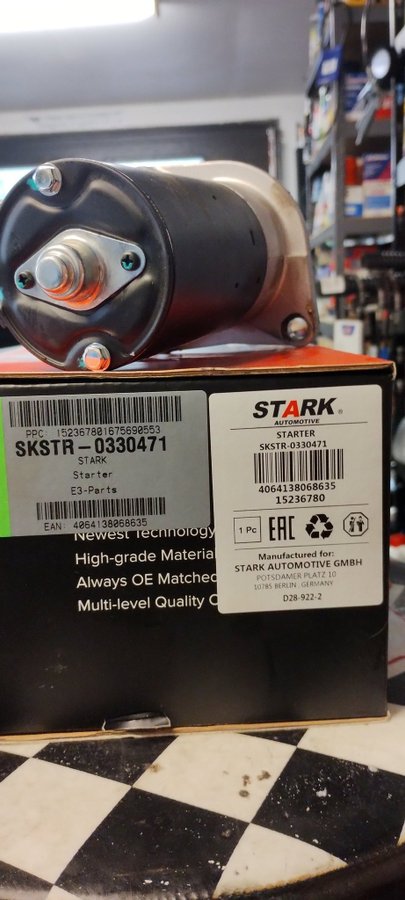 PPC: 152367801675690553
SKSTR-0330471
STARK
Starter
E3-Parts
EAN: 4064138068635
STARK®
AUTOMOTIVE
STARTER
SKSTR-0330471
4064138068635
15236780
1 Pc
EAC
Manufactured for:
STARK AUTOMOTIVE GMBH
POTSDAMER PLATZ 10
10785 BERLIN GERMANY
D28-922-2
Newest Technology
High-grade Material
Always OE Matched
Multi-level Quality C